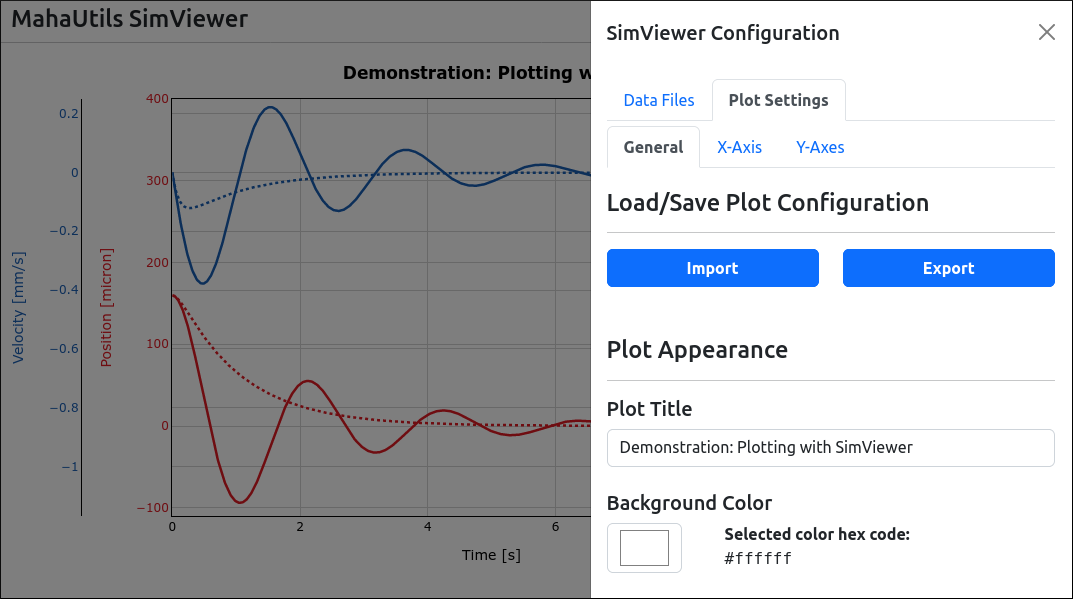 MahaUtils SimViewer
Demonstration: Plotting w
Velocity [mm/s]
0.2
0
−0.2
−0.4
−0.6
−0.8
−1
Position [micron]
400
300
200
100
0
−100
0
2
4
6
Time [s]
SimViewer Configuration
Data Files
Plot Settings
General
X-Axis
Y-Axes
Load/Save Plot Configuration
Import
Export
Plot Appearance
Plot Title
Demonstration: Plotting with SimViewer
Background Color
Selected color hex code:
#ffffff